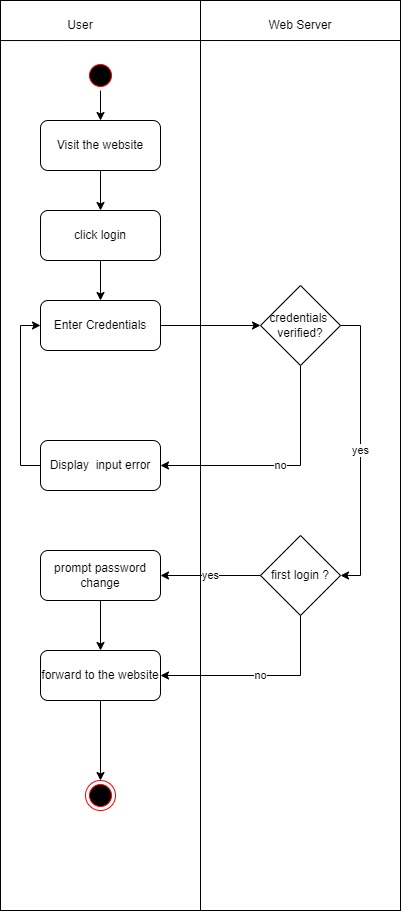 User
Web Server
Visit the website
click login
Enter Credentials
credentials
verified?
yes
Display  input error
no
prompt password
change
yes
first login ?
forward to the website
no